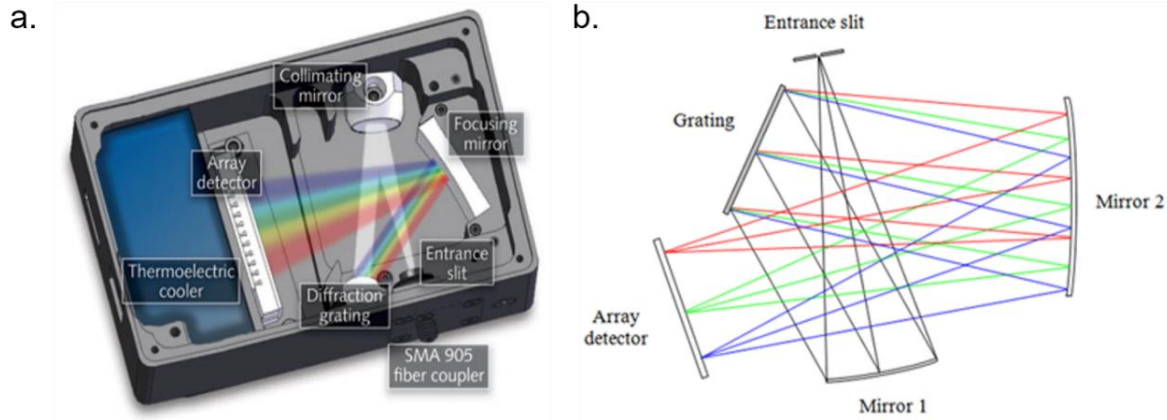 a.
Collimating
mirror
Focusing
mirror
Array
detector
Entrance
slit
Thermoelectric
cooler
Diffraction
grating
SMA 905
fiber coupler
b.
Entrance slit
Grating
Mirror 2
Array
detector
Mirror 1